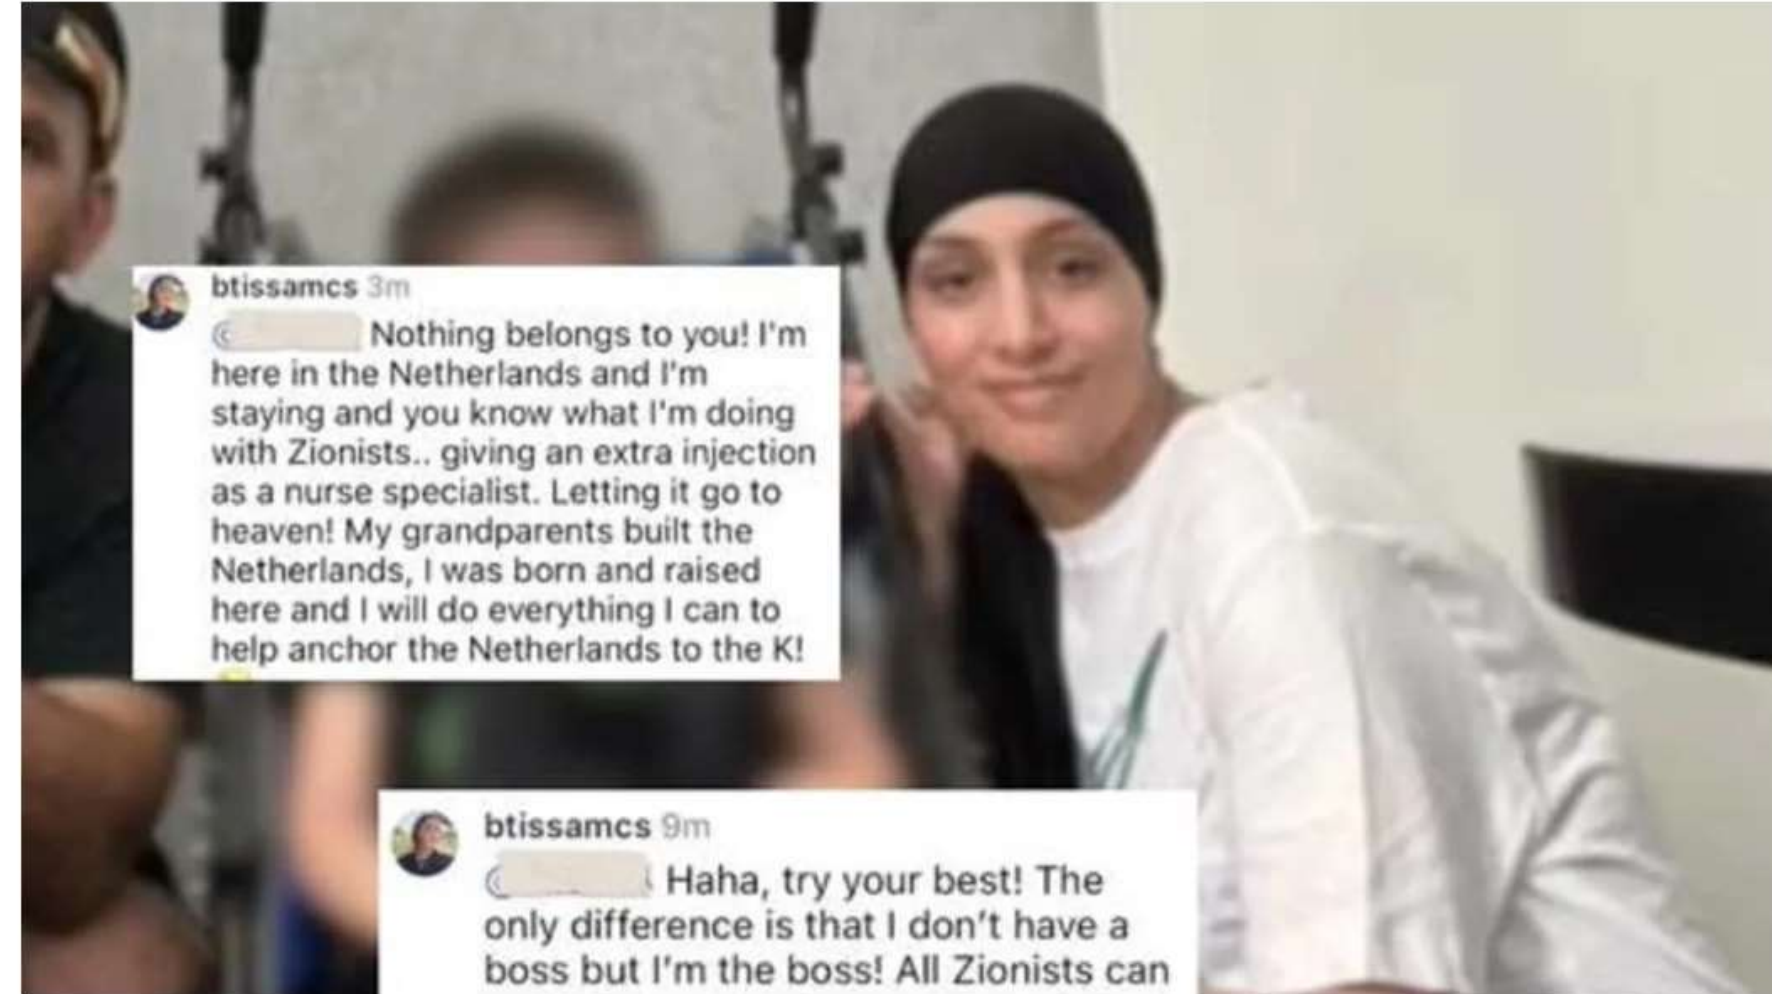 btissamcs 3m
@ Nothing belongs to you! I'm
here in the Netherlands and I'm
staying and you know what I'm doing
with Zionists.. giving an extra injection
as a nurse specialist. Letting it go to
heaven! My grandparents built the
Netherlands, I was born and raised
here and I will do everything I can to
help anchor the Netherlands to the K!
btissamcs 9m
@ Haha, try your best! The
only difference is that I don't have a
boss but I'm the boss! All Zionists can